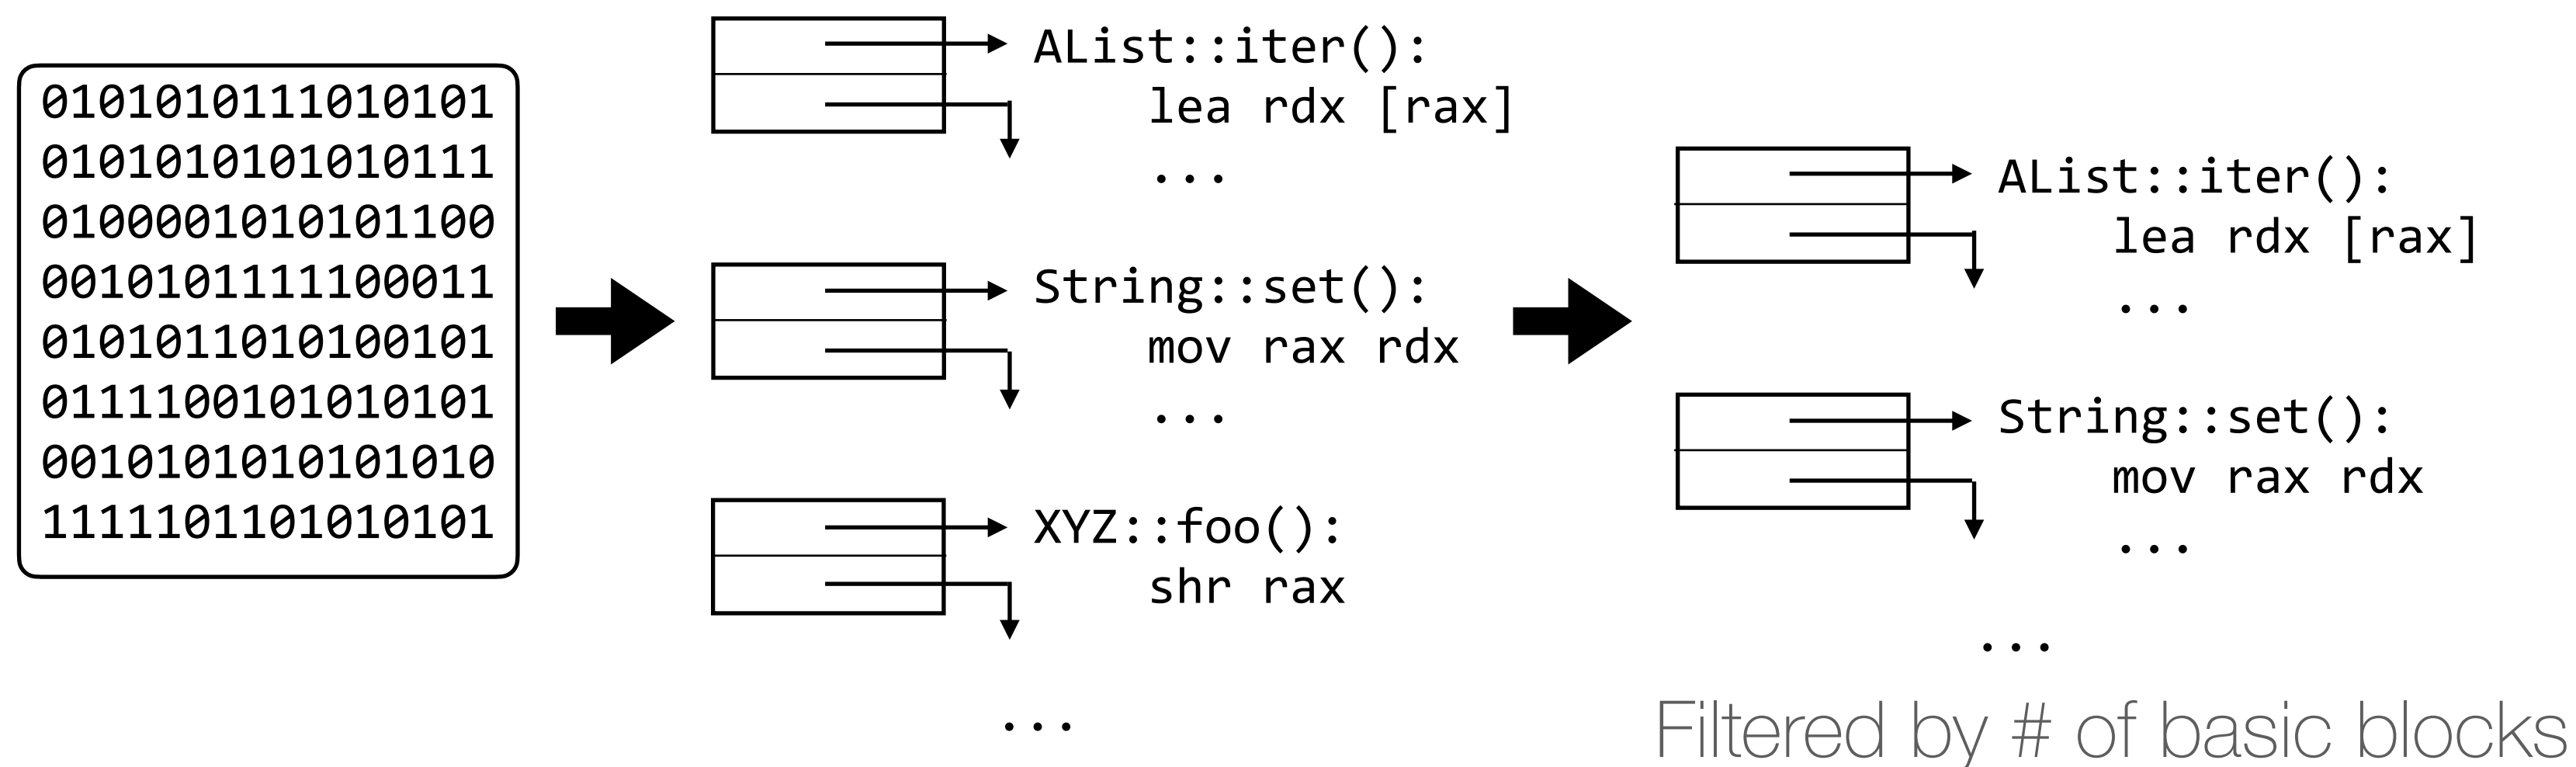 0101010111010101
0101010101010111
0100001010101100
0010101111100011
0101011010100101
0111100101010101
0010101010101010
1111101101010101
AList::iter():
lea rdx [rax]
...
String::set():
mov rax rdx
...
XYZ::foo():
shr rax
...
AList::iter():
lea rdx [rax]
...
String::set():
mov rax rdx
...
...
Filtered by # of basic blocks